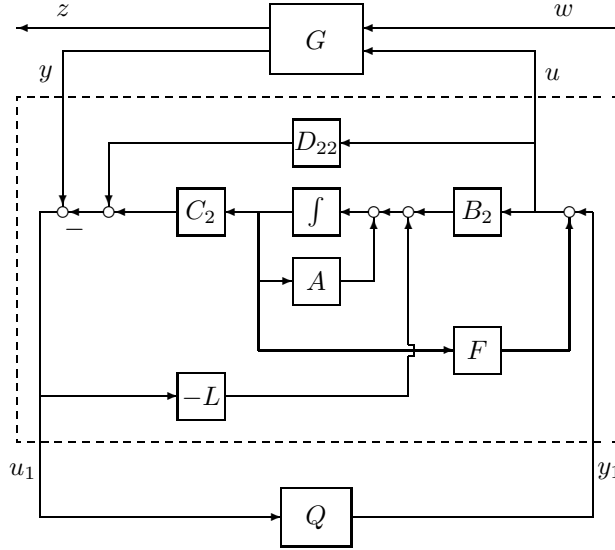 z
w
G
y
u
D₂₂
C₂
∫
B₂
−
A
F
−L
u₁
y₁
Q